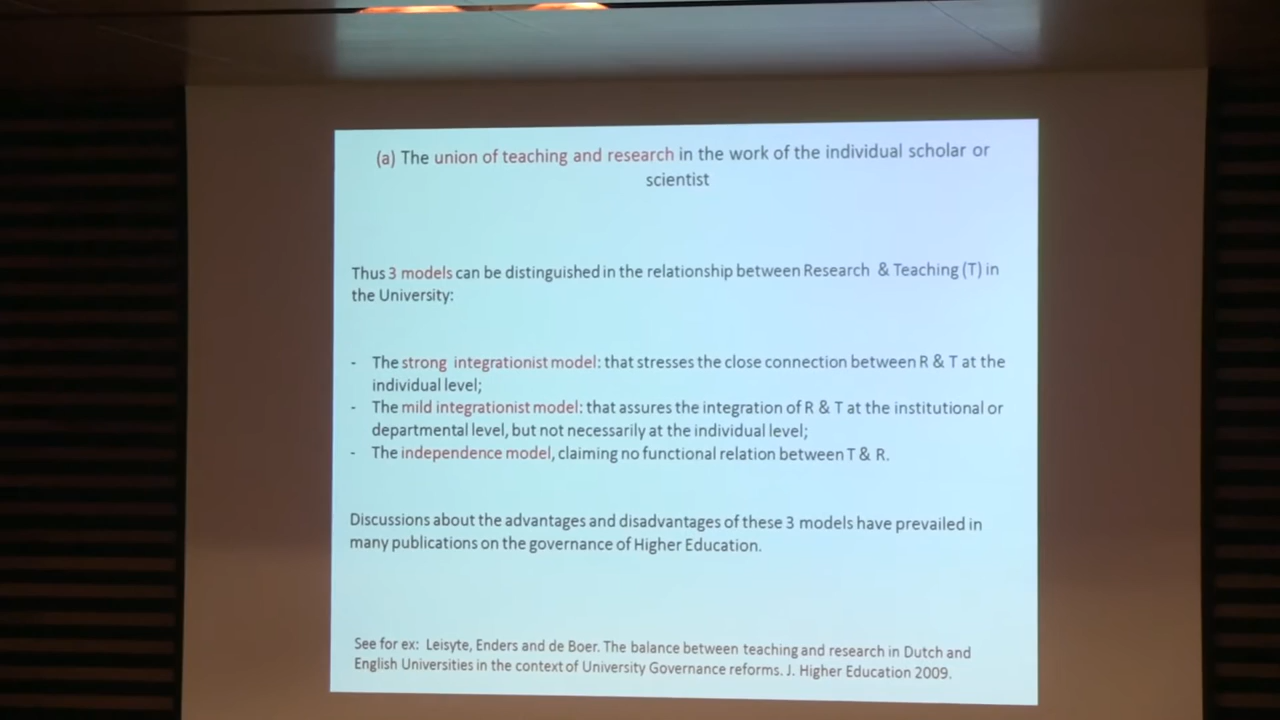 (a) The union of teaching and research in the work of the individual scholar or
scientist
Thus 3 models can be distinguished in the relationship between Research & Teaching (T) in
the University:
- The strong integrationist model: that stresses the close connection between R & T at the
individual level;
- The mild integrationist model: that assures the integration of R & T at the institutional or
departmental level, but not necessarily at the individual level;
- The independence model, claiming no functional relation between T & R.
Discussions about the advantages and disadvantages of these 3 models have prevailed in
many publications on the governance of Higher Education.
See for ex: Leisyte, Enders and de Boer. The balance between teaching and research in Dutch and
English Universities in the context of University Governance reforms. J. Higher Education 2009.